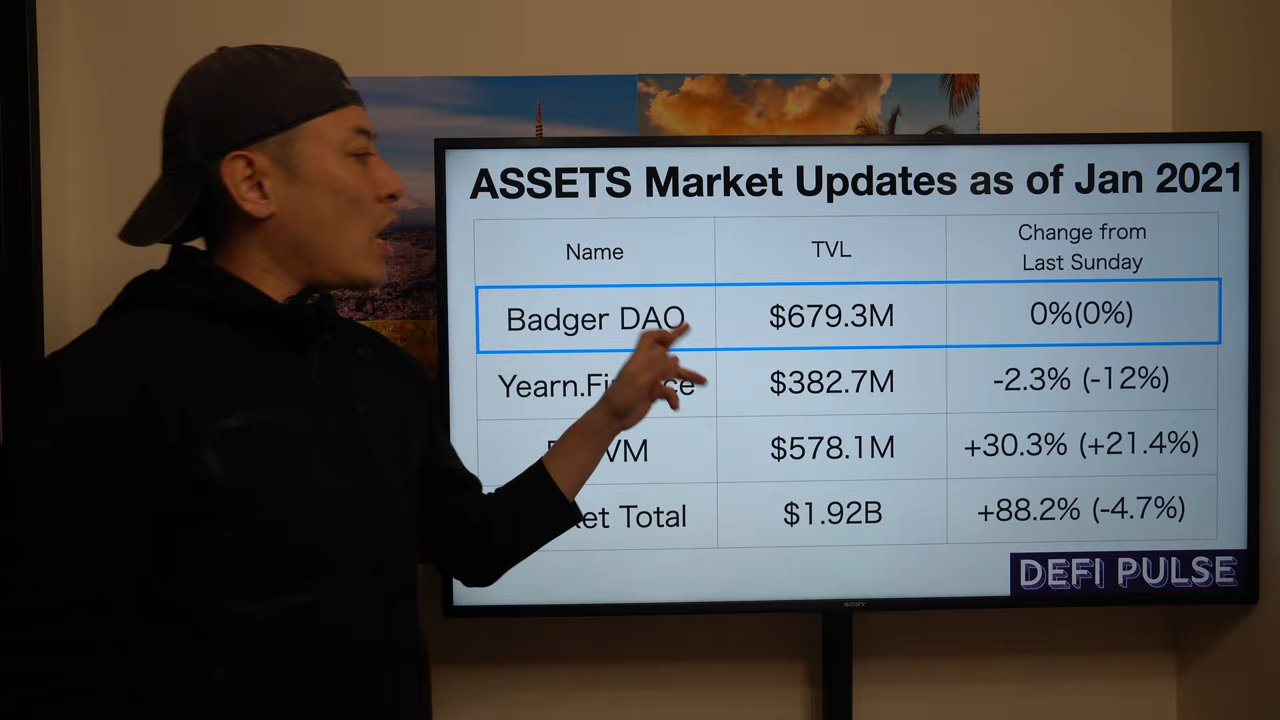 ASSETS Market Updates as of Jan 2021
Name TVL Change from
Last Sunday
Badger DAO $679.3M 0%(0%)
$382.7M -2.3% (-12%)
$578.1M +30.3% (+21.4%)
Total $1.92B +88.2% (-4.7%)
DEFI PULSE
SONY